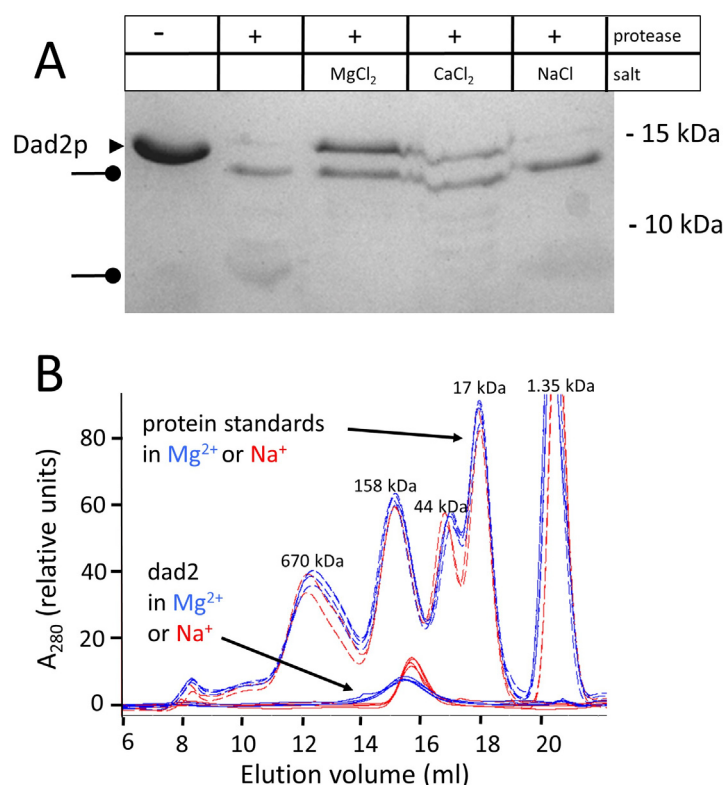 A
- + + + + protease
MgCl₂ CaCl₂ NaCl salt
Dad2p
- 15 kDa
- 10 kDa
B
17 kDa 1.35 kDa
protein standards
in Mg²⁺ or Na⁺
158 kDa
44 kDa
670 kDa
dad2
in Mg²⁺
or Na⁺
A₂₈₀ (relative units)
80
60
40
20
0
6 8 10 12 14 16 18 20
Elution volume (ml)